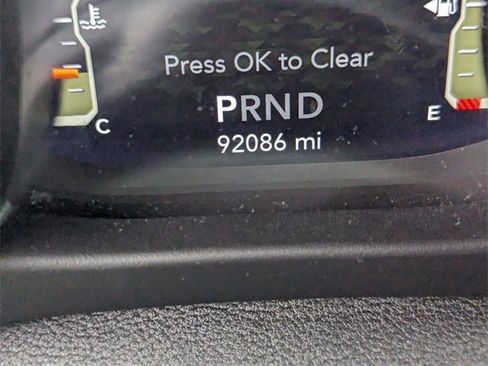 Press OK to Clear
PRND
92086 mi
C
E